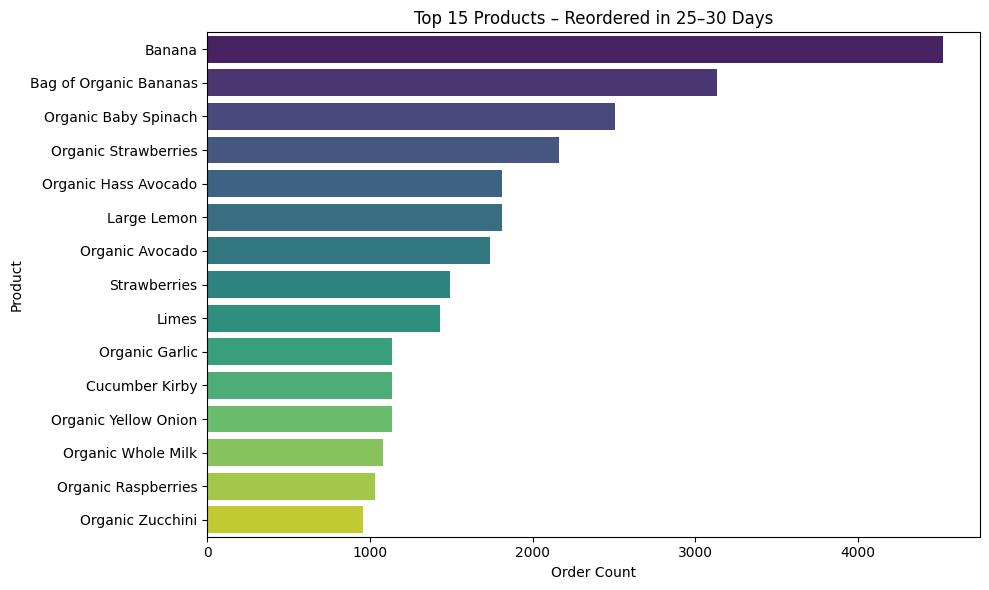 Top 15 Products – Reordered in 25–30 Days
Product
Banana
Bag of Organic Bananas
Organic Baby Spinach
Organic Strawberries
Organic Hass Avocado
Large Lemon
Organic Avocado
Strawberries
Limes
Organic Garlic
Cucumber Kirby
Organic Yellow Onion
Organic Whole Milk
Organic Raspberries
Organic Zucchini
0 1000 2000 3000 4000
Order Count